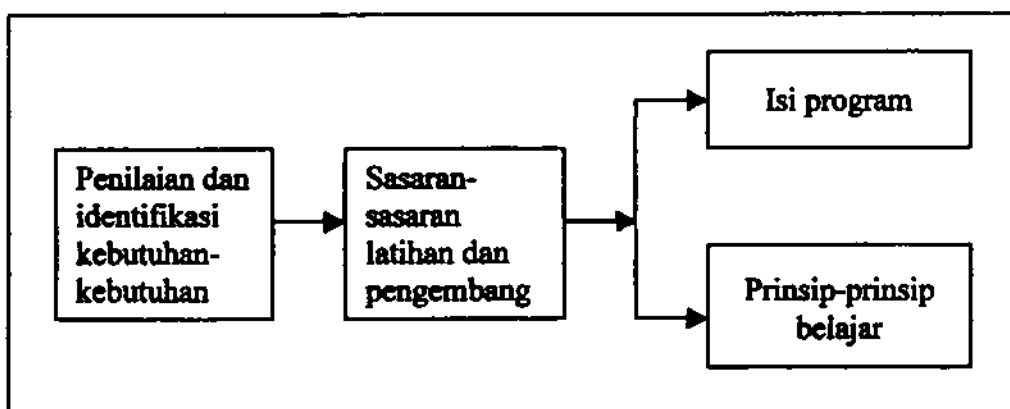 Penilaian dan
identifikasi
kebutuhan-
kebutuhan
Sasaran-
sasaran
latihan dan
pengembang
Isi program
Prinsip-prinsip
belajar